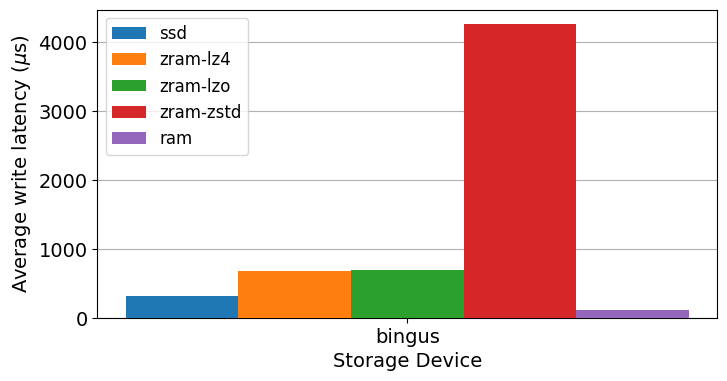 Average write latency (μs)
4000
3000
2000
1000
0
ssd
zram-lz4
zram-lzo
zram-zstd
ram
bingus
Storage Device